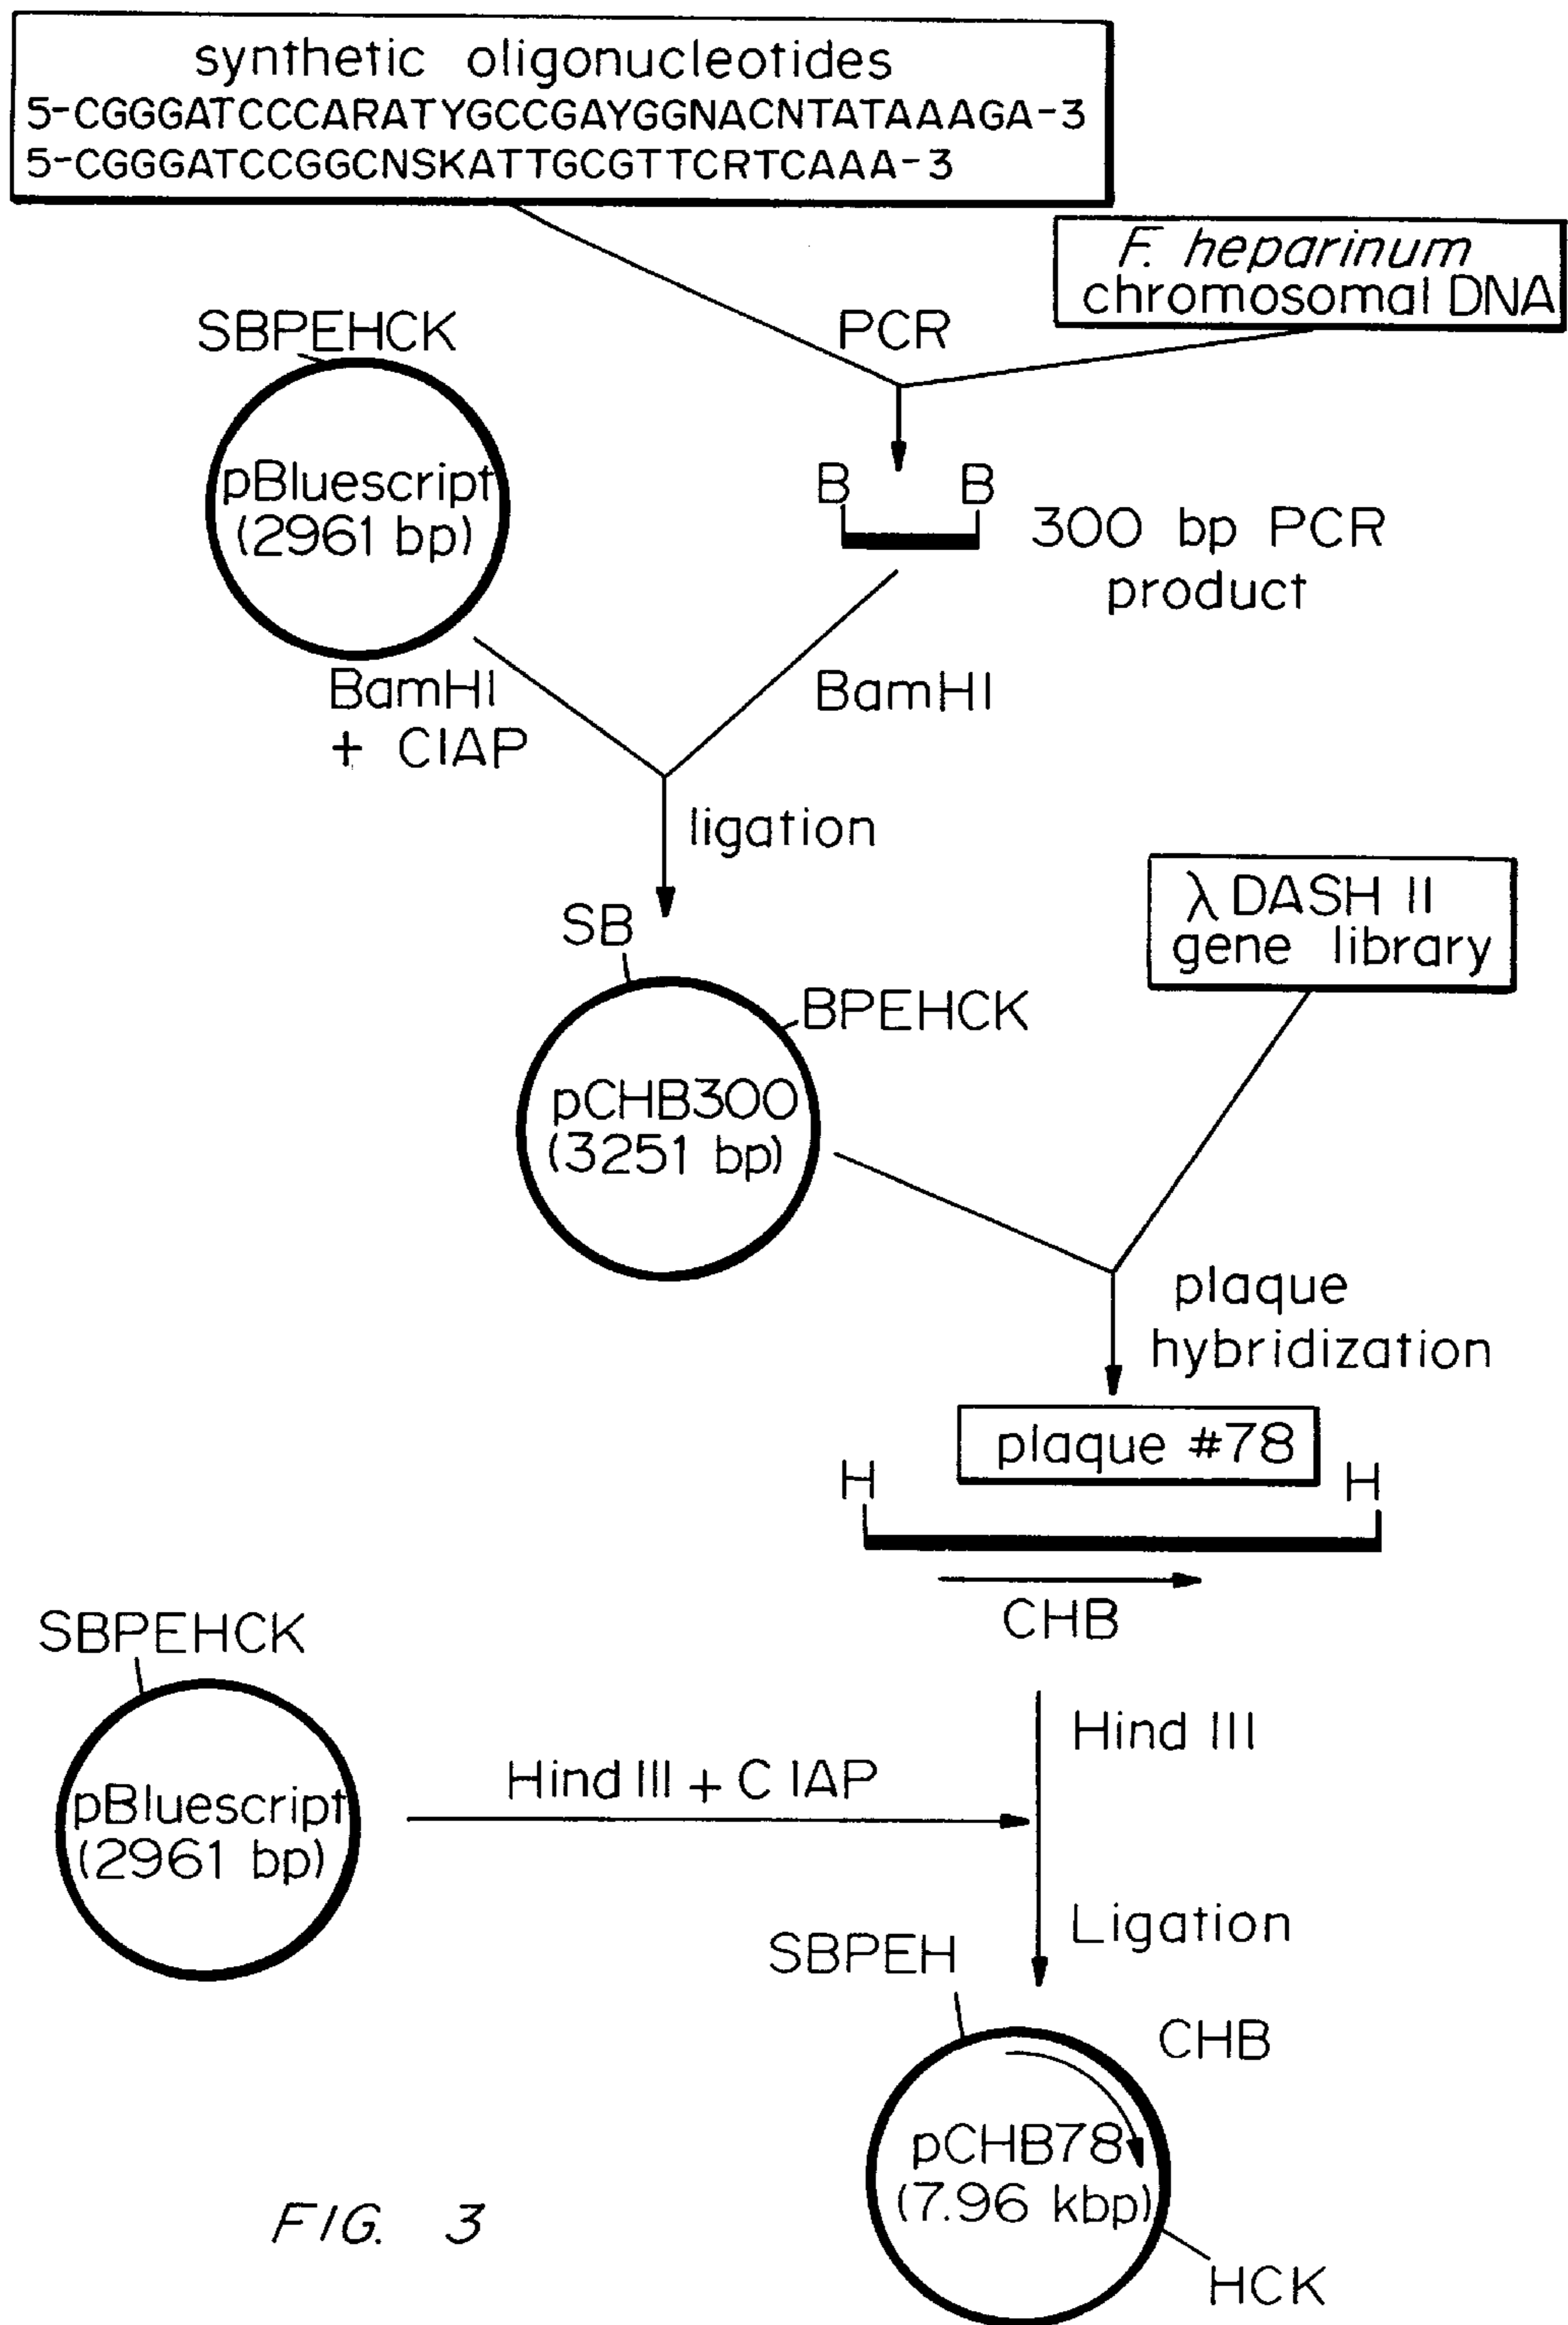 synthetic oligonucleotides
5-CGGGATCCCARATYGCCGAYGGNACNTATAAAGA-3
5-CGGGATCCGGCNSKATTGCGTTCRTCAAA-3
F. heparinum
chromosomal DNA
SBPEHCK
PCR
pBluescript
(2961 bp)
B B
300 bp PCR
product
BamHI
+ CIAP
BamHI
ligation
SB
λ DASH II
gene library
BPEHCK
pCHB300
(3251 bp)
plaque
hybridization
plaque #78
H H
CHB
SBPEHCK
Hind III
pBluescript
(2961 bp)
Hind III + C IAP
Ligation
SBPEH
CHB
pCHB78
(7.96 kbp)
HCK
FIG. 3